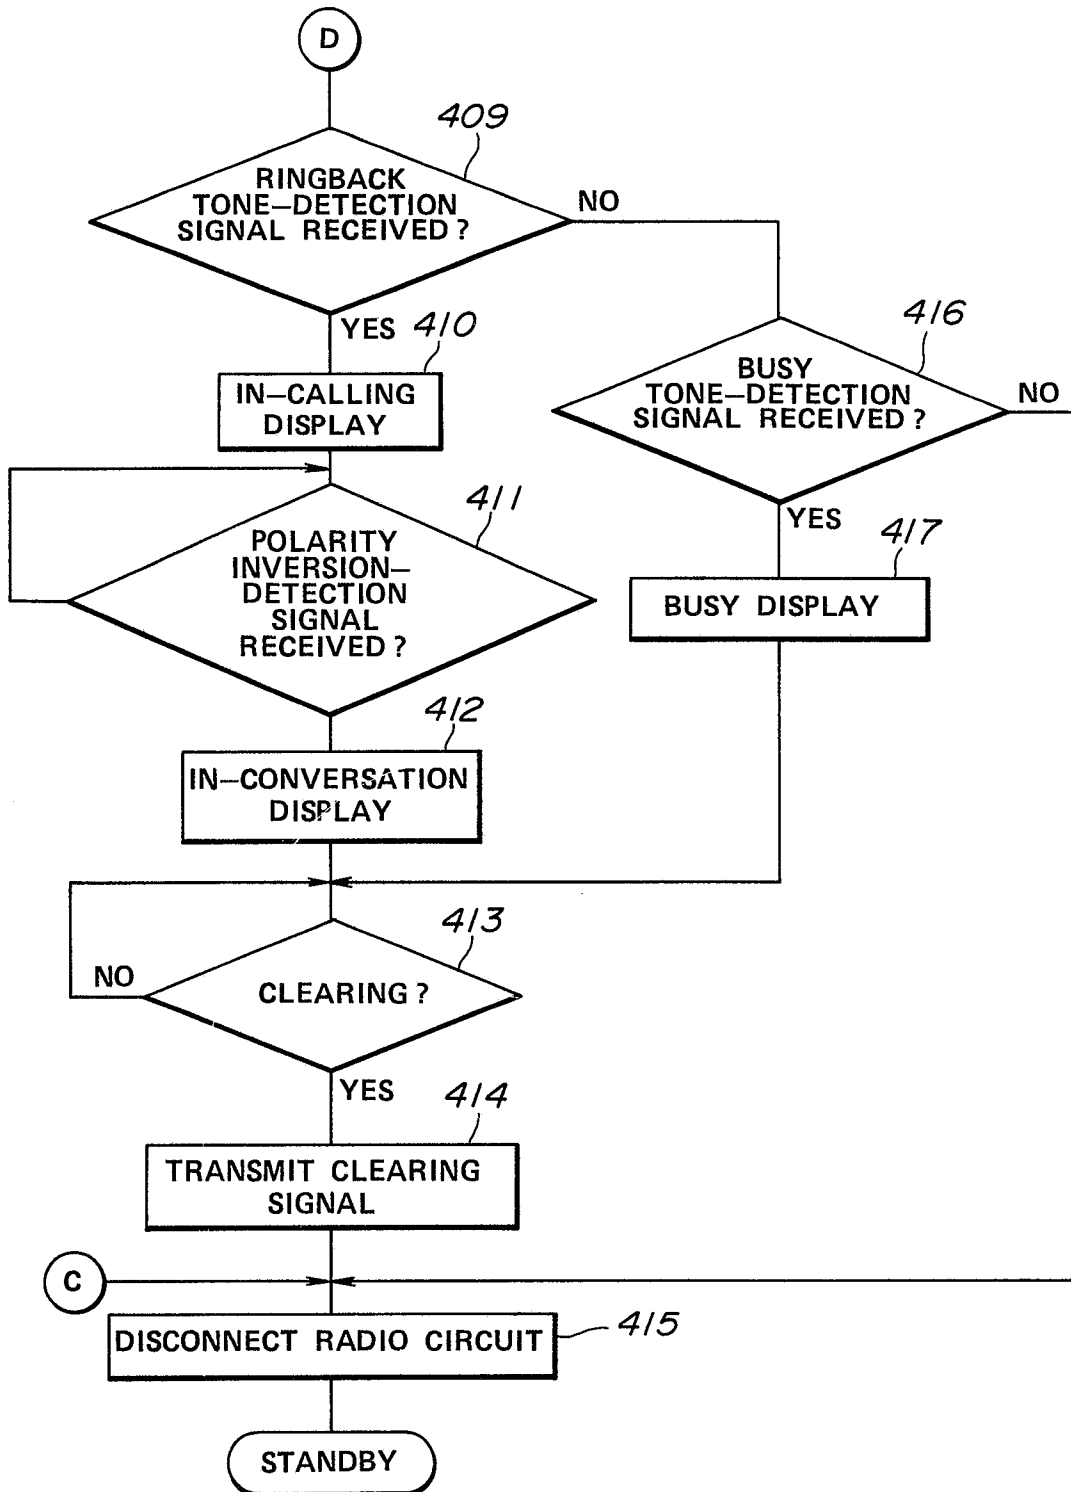 D
409
RINGBACK
TONE–DETECTION
SIGNAL RECEIVED?
NO
YES
410
IN–CALLING
DISPLAY
416
BUSY
TONE–DETECTION
SIGNAL RECEIVED?
NO
YES
417
BUSY DISPLAY
411
POLARITY
INVERSION–
DETECTION
SIGNAL
RECEIVED?
412
IN–CONVERSATION
DISPLAY
413
NO
CLEARING?
YES
414
TRANSMIT CLEARING
SIGNAL
C
DISCONNECT RADIO CIRCUIT
415
STANDBY